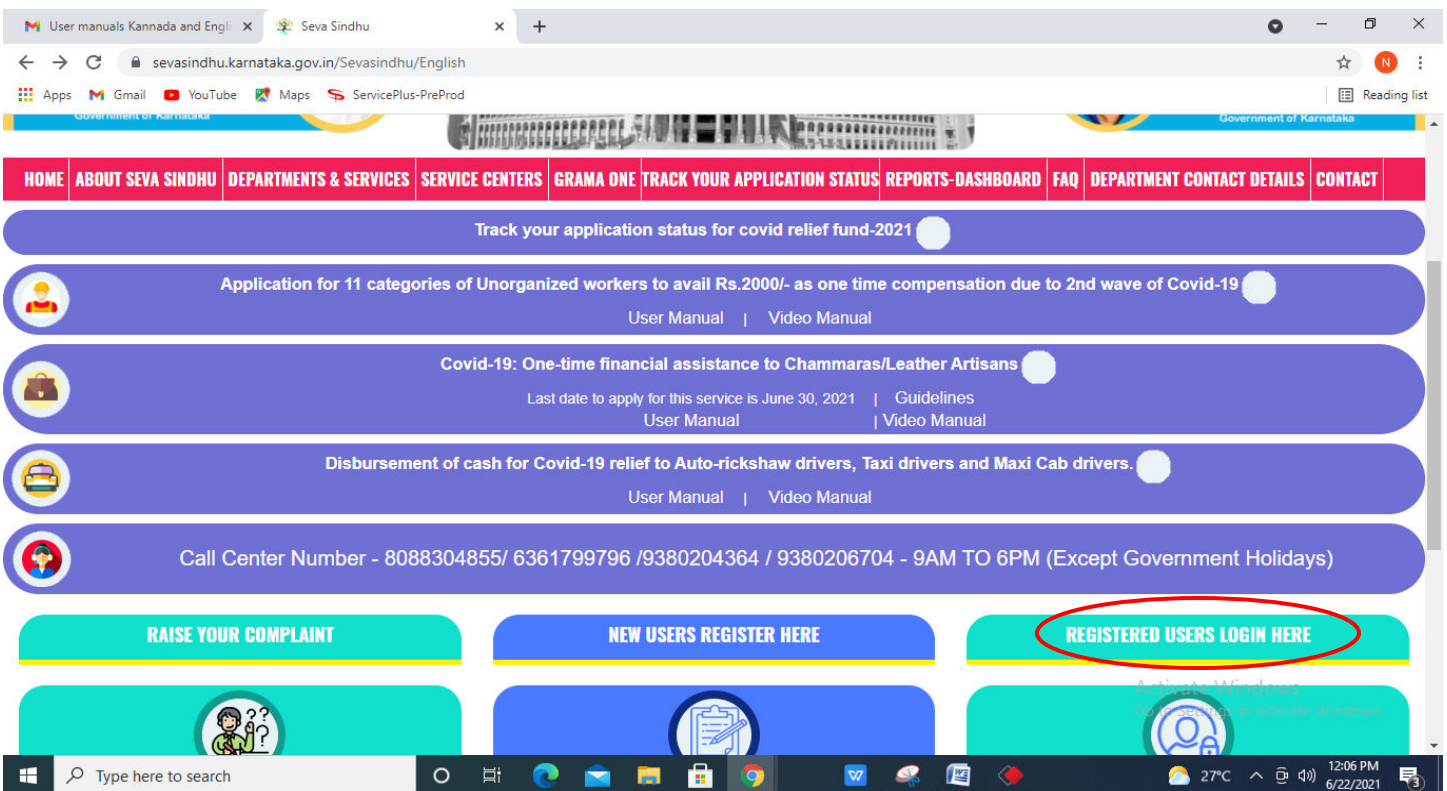 User manuals Kannada and Engli
Seva Sindhu
sevasindhu.karnataka.gov.in/Sevasindhu/English
N
Apps Gmail YouTube Maps ServicePlus-PreProd Reading list
Government of Karnataka Government of Karnataka
HOME ABOUT SEVA SINDHU DEPARTMENTS & SERVICES SERVICE CENTERS GRAMA ONE TRACK YOUR APPLICATION STATUS REPORTS-DASHBOARD FAQ DEPARTMENT CONTACT DETAILS CONTACT
Track your application status for covid relief fund-2021
Application for 11 categories of Unorganized workers to avail Rs.2000/- as one time compensation due to 2nd wave of Covid-19
User Manual | Video Manual
Covid-19: One-time financial assistance to Chammaras/Leather Artisans
Last date to apply for this service is June 30, 2021 | Guidelines
User Manual | Video Manual
Disbursement of cash for Covid-19 relief to Auto-rickshaw drivers, Taxi drivers and Maxi Cab drivers.
User Manual | Video Manual
Call Center Number - 8088304855/ 6361799796 /9380204364 / 9380206704 - 9AM TO 6PM (Except Government Holidays)
RAISE YOUR COMPLAINT NEW USERS REGISTER HERE REGISTERED USERS LOGIN HERE
Activate Windows
Go to Settings to activate Windows.
??
?
Type here to search
W
27°C
12:06 PM
6/22/2021
3